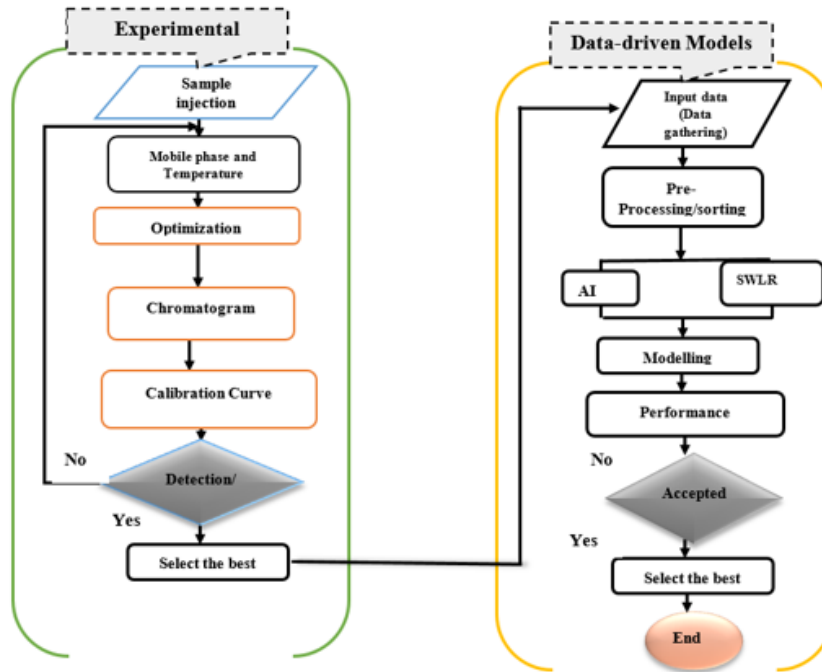 Experimental
Sample
injection
Mobile phase and
Temperature
Optimization
Chromatogram
Calibration Curve
No
Detection/
Yes
Select the best
Data-driven Models
Input data
(Data
gathering)
Pre-
Processing/sorting
AI
SWLR
Modelling
Performance
No
Accepted
Yes
Select the best
End